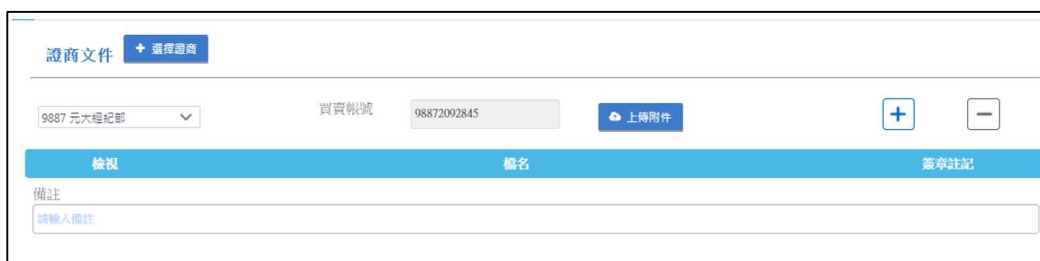 證商文件 選擇證商
9887 元大經紀部 買賣帳號 98872092845 上傳附件
檢視 檔名 簽章註記
備註
請輸入備註